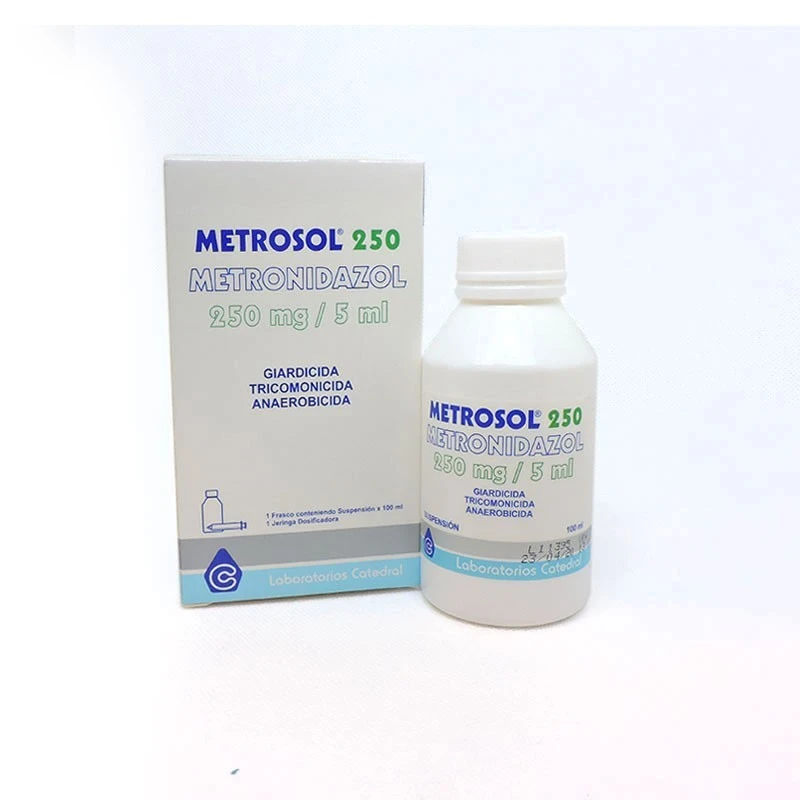 METROSOL® 250
METRONIDAZOL
250 mg / 5 ml
GIARDICIDA
TRICOMONICIDA
ANAEROBICIDA
1 Frasco conteniendo Suspensión x 100 ml
1 Jeringa Dosificadora
Laboratorios Catedral
METROSOL® 250
METRONIDAZOL
250 mg / 5 ml
GIARDICIDA
TRICOMONICIDA
ANAEROBICIDA
SUSPENSIÓN
100 ml
Laboratorios Catedral